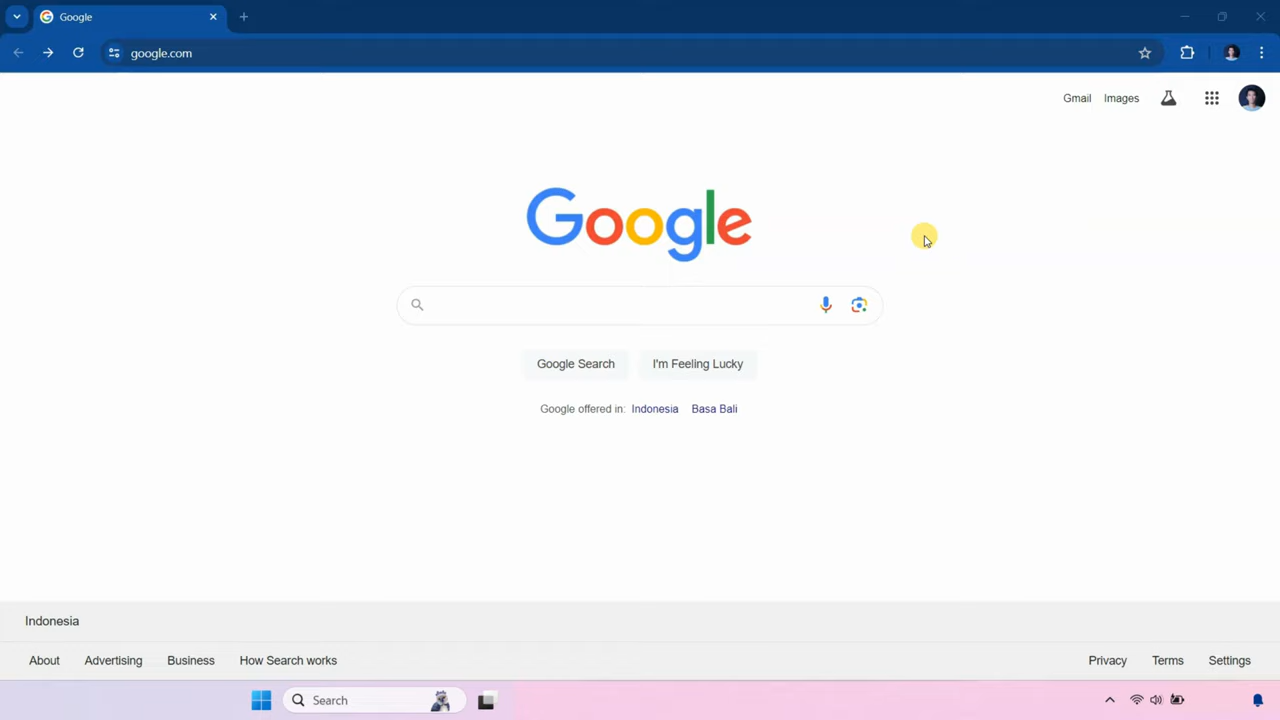 Google
google.com
Gmail Images
Google
Google Search I'm Feeling Lucky
Google offered in: Indonesia Basa Bali
Indonesia
About Advertising Business How Search works Privacy Terms Settings
Search